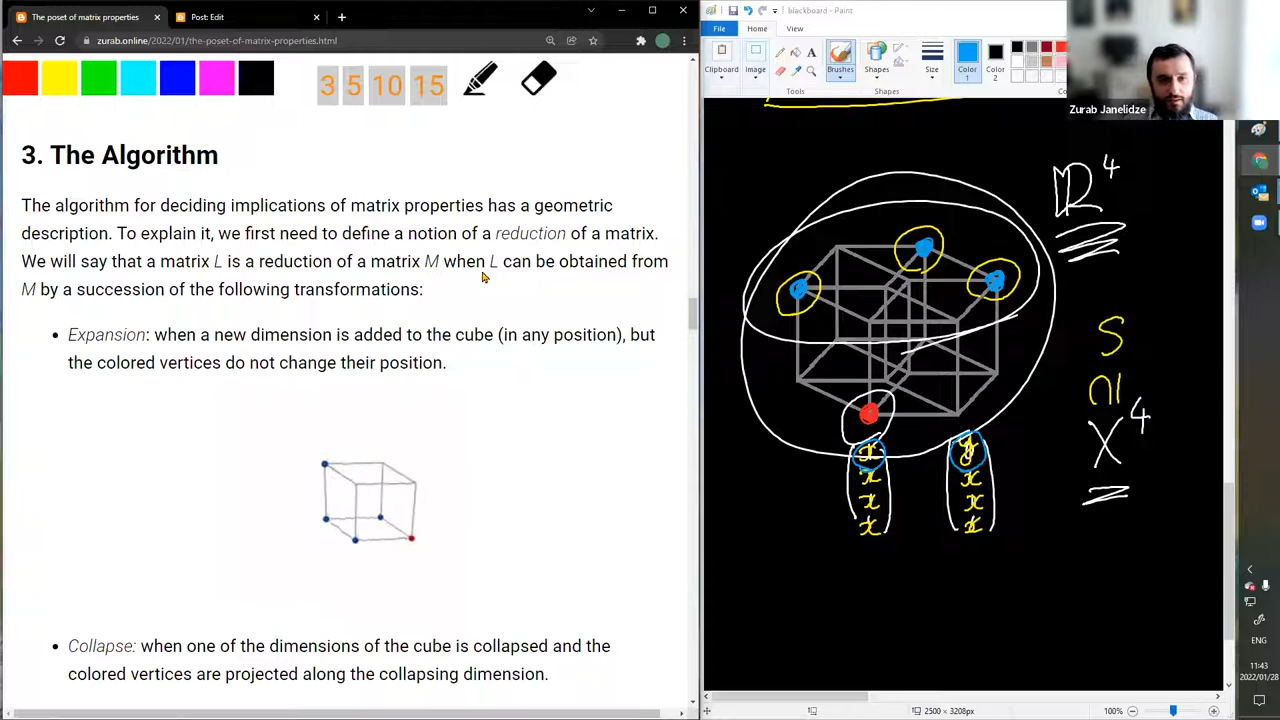 The poset of matrix properties
Post: Edit
zurab.online/2022/01/the-poset-of-matrix-properties.html
3 5 10 15
3. The Algorithm
The algorithm for deciding implications of matrix properties has a geometric
description. To explain it, we first need to define a notion of a reduction of a matrix.
We will say that a matrix L is a reduction of a matrix M when L can be obtained from
M by a succession of the following transformations:
• Expansion: when a new dimension is added to the cube (in any position), but
the colored vertices do not change their position.
• Collapse: when one of the dimensions of the cube is collapsed and the
colored vertices are projected along the collapsing dimension.
blackboard - Paint
File Home View
Clipboard
Image
Brushes
Shapes
Size
Color 1
Color 2
Tools
Shapes
Colors
Zurab Janelidze
ℝ⁴
S
X⁴
x y
x x
x x
x x
2500 × 3208px
100%
ENG
11:43
2022/01/28